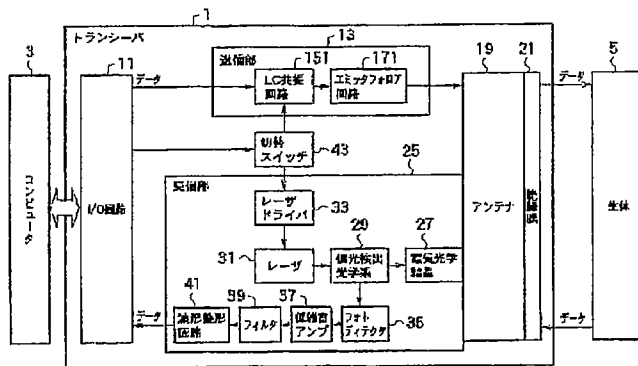 1
トランシーバ
3
コンピュータ
11
I/O回路
データ
13
送信部
151
LC共振
回路
171
エミッタフォロア
回路
19
アンテナ
21
絶縁膜
データ
5
生体
切替
スイッチ
43
25
受信部
レーザ
ドライバ
33
31
レーザ
29
偏光検出
光学系
27
電気光学
結晶
データ
41
波形整形
回路
39
フィルタ
37
低雑音
アンプ
フォト
ディテクタ
35
データ